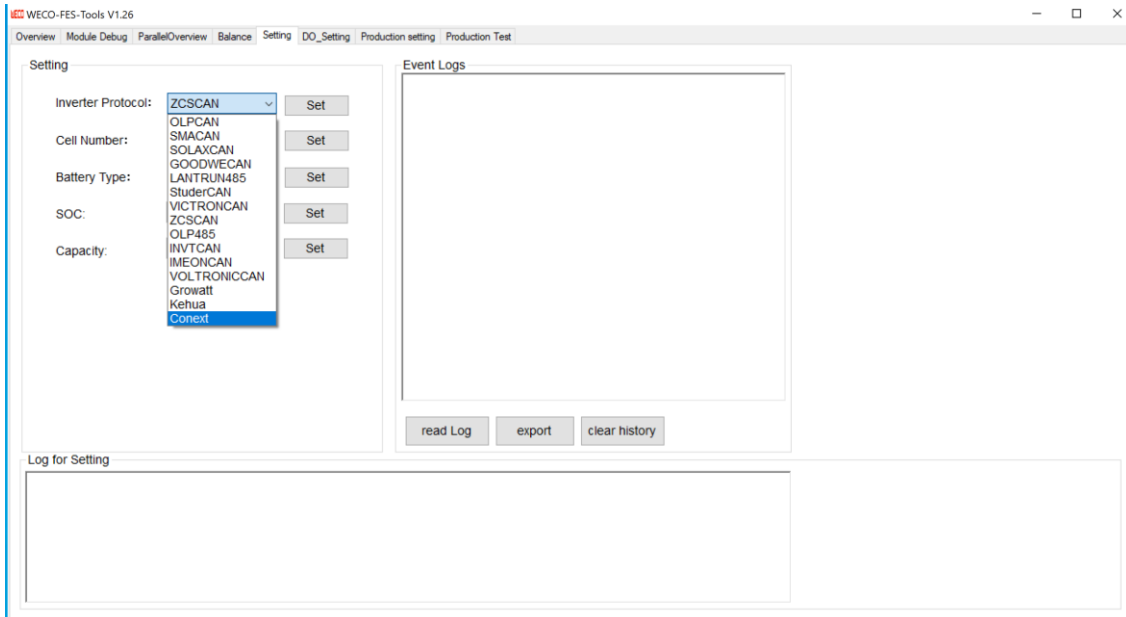 WECO-FES-Tools V1.26
Overview Module Debug ParallelOverview Balance Setting DO_Setting Production setting Production Test
Setting
Inverter Protocol: ZCSCAN Set
OLPCAN
SMACAN
Cell Number: Set
SOLAXCAN
GOODWECAN
Battery Type: LANTRUN485 Set
StuderCAN
VICTRONCAN
SOC: ZCSCAN Set
OLP485
Capacity: INVTCAN Set
IMEONCAN
VOLTRONICCAN
Growatt
Kehua
Conext
Event Logs
read Log export clear history
Log for Setting